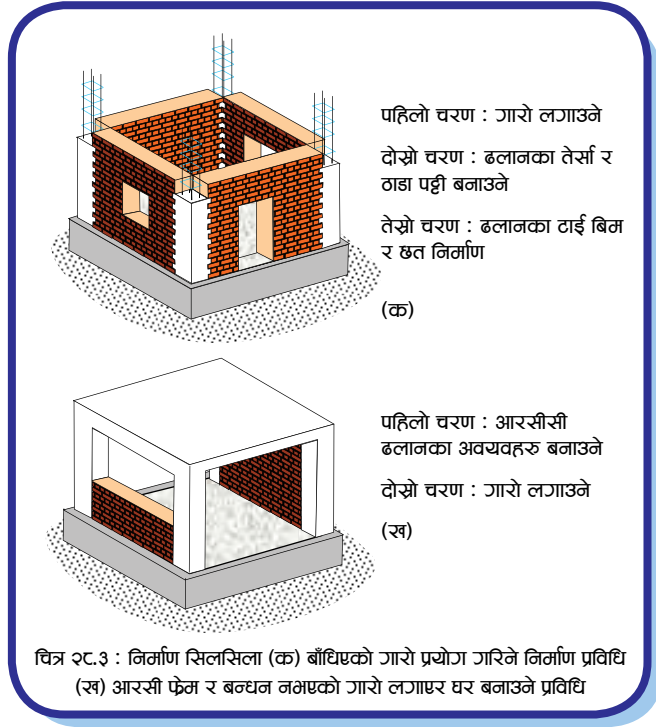 पहिलो चरण : गारो लगाउने
दोस्रो चरण : ढलानका तेर्सा र
ठाडा पट्टी बनाउने
तेस्रो चरण : ढलानका टाई बिम
र छत निर्माण
(क)
पहिलो चरण : आरसीसी
ढलानका अवयवहरु बनाउने
दोस्रो चरण : गारो लगाउने
(ख)
चित्र २८.३ : निर्माण सिलसिला (क) बाँधिएको गारो प्रयोग गरिने निर्माण प्रविधि
(ख) आरसी फ्रेम र बन्धन नभएको गारो लगाएर घर बनाउने प्रविधि